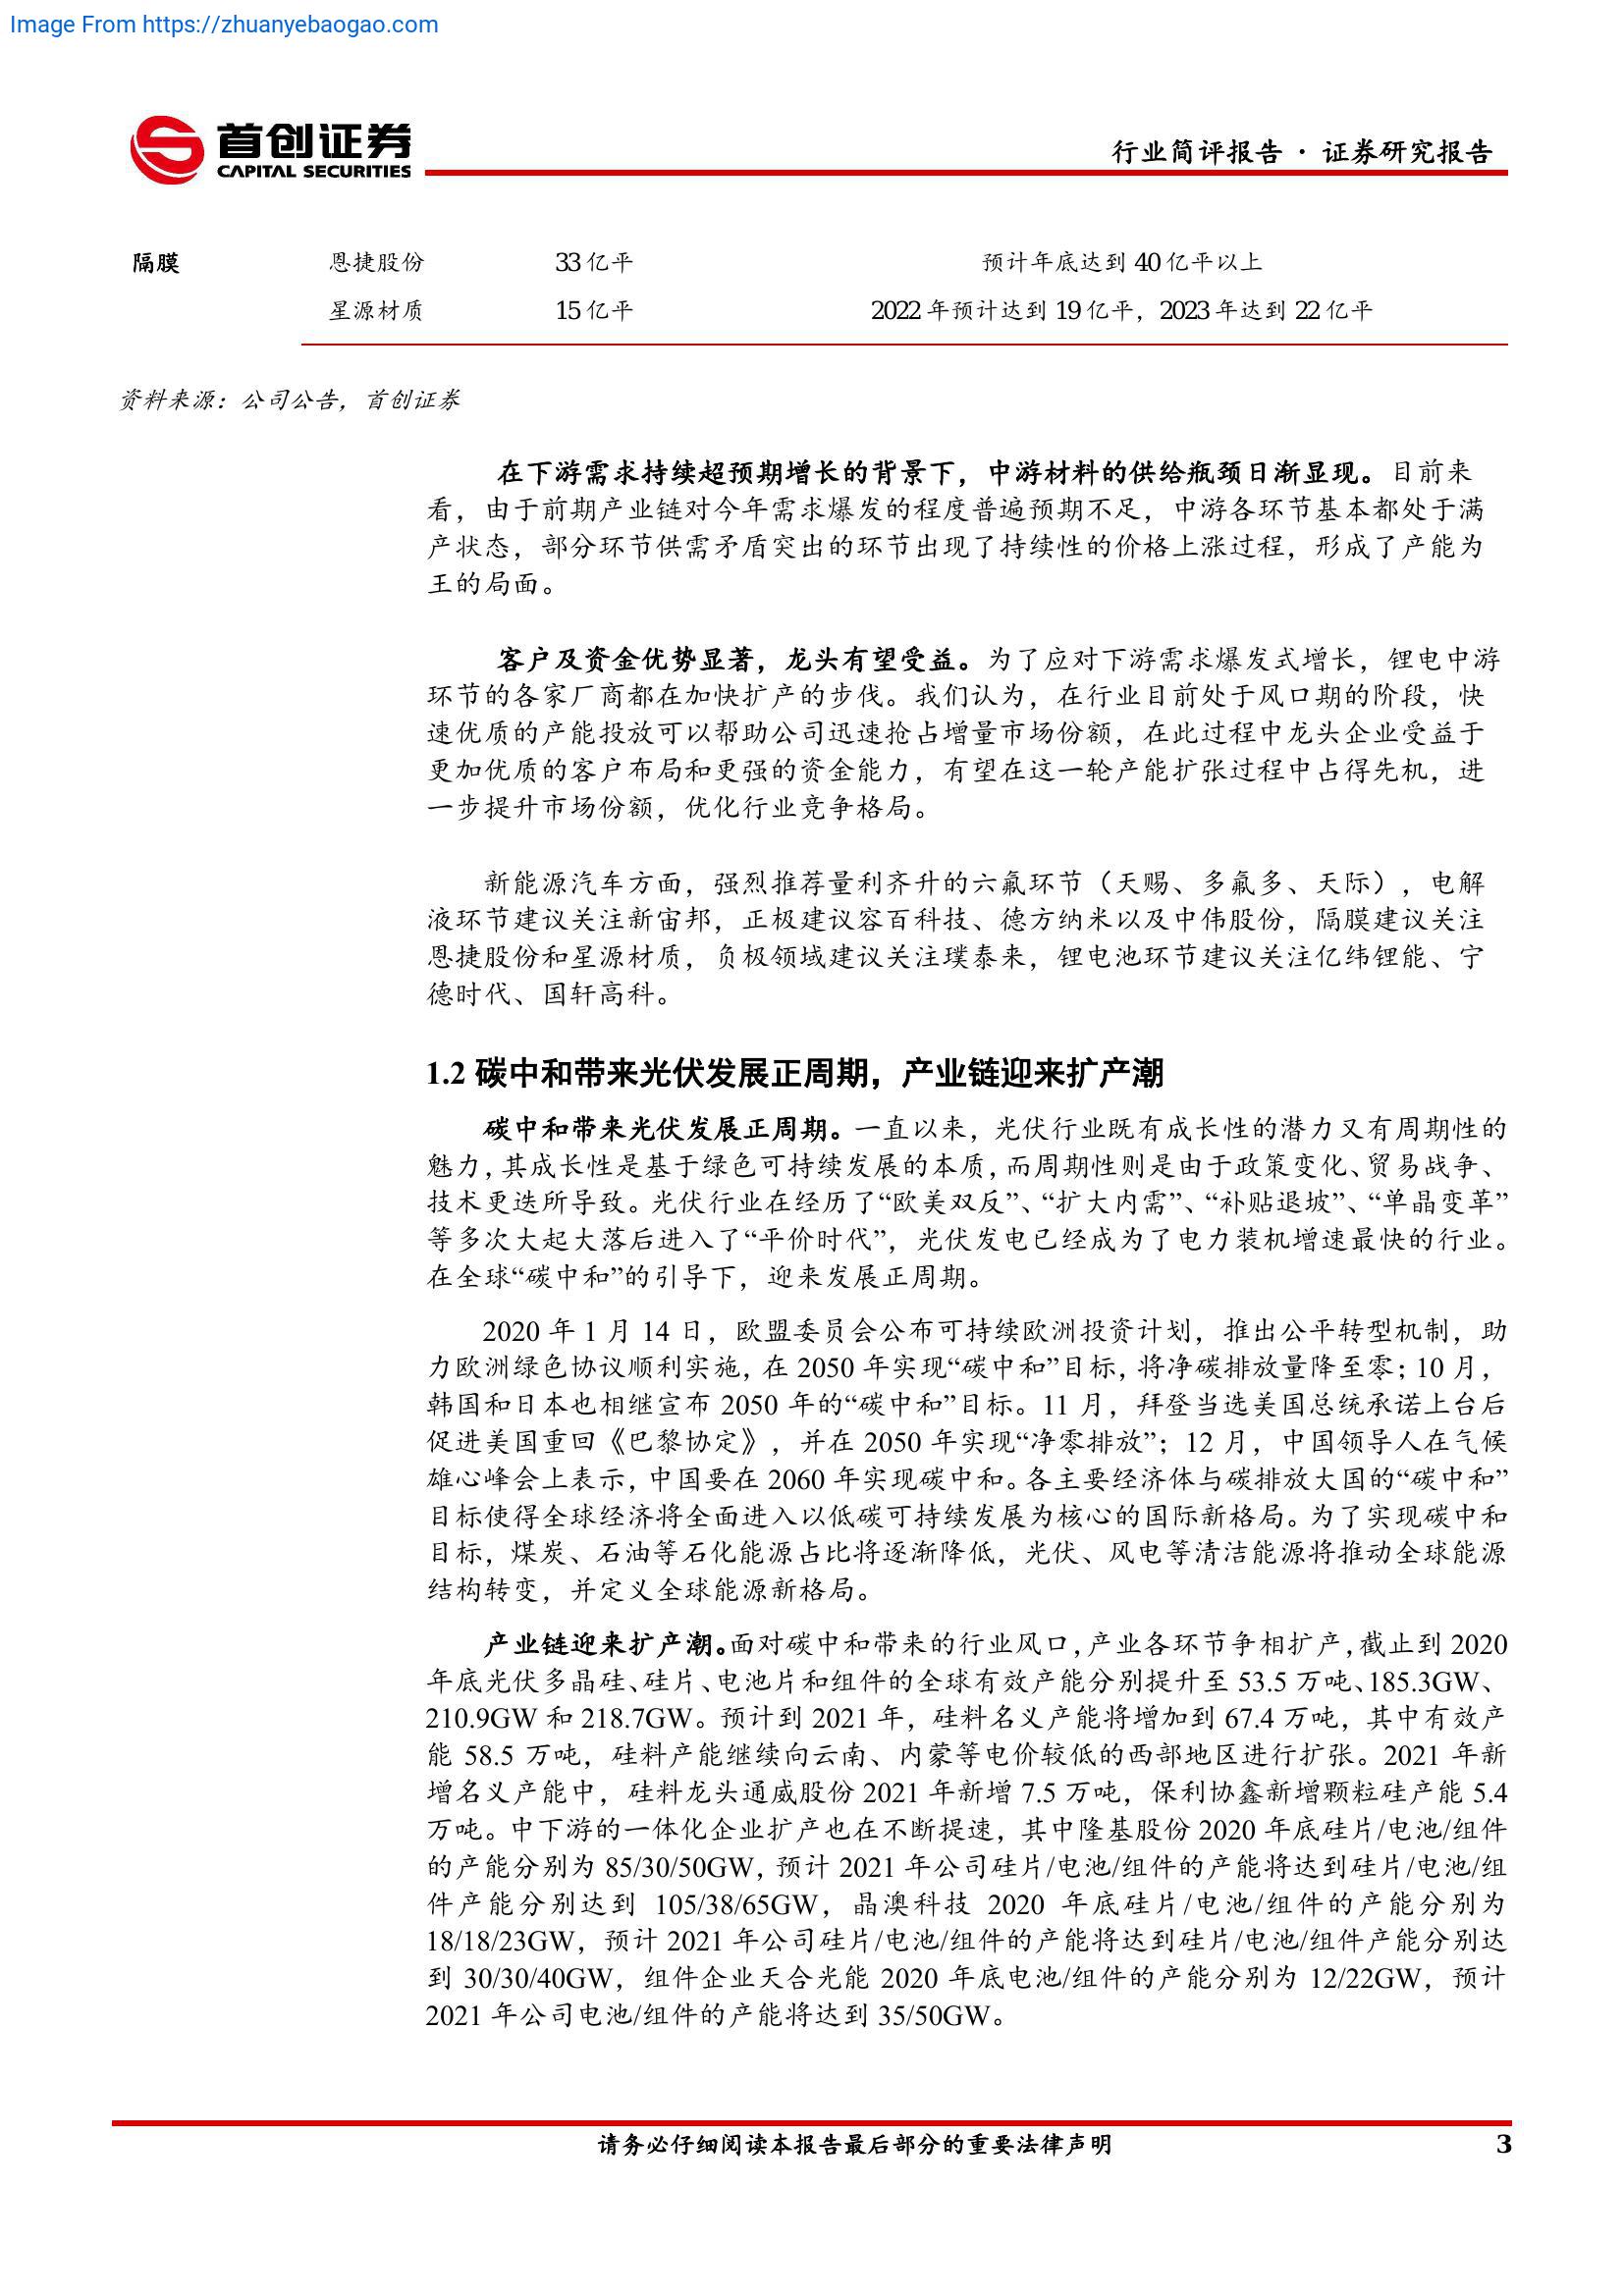 Image From https://zhuanyebaogao.com
首创证券
CAPITAL SECURITIES
行业简评报告 · 证券研究报告
隔膜 恩捷股份 33 亿平 预计年底达到 40 亿平以上
星源材质 15 亿平 2022 年预计达到 19 亿平，2023 年达到 22 亿平
资料来源：公司公告，首创证券
在下游需求持续超预期增长的背景下，中游材料的供给瓶颈日渐显现。目前来
看，由于前期产业链对今年需求爆发的程度普遍预期不足，中游各环节基本都处于满
产状态，部分环节供需矛盾突出的环节出现了持续性的价格上涨过程，形成了产能为
王的局面。
客户及资金优势显著，龙头有望受益。为了应对下游需求爆发式增长，锂电中游
环节的各家厂商都在加快扩产的步伐。我们认为，在行业目前处于风口期的阶段，快
速优质的产能投放可以帮助公司迅速抢占增量市场份额，在此过程中龙头企业受益于
更加优质的客户布局和更强的资金能力，有望在这一轮产能扩张过程中占得先机，进
一步提升市场份额，优化行业竞争格局。
新能源汽车方面，强烈推荐量利齐升的六氟环节（天赐、多氟多、天际），电解
液环节建议关注新宙邦，正极建议容百科技、德方纳米以及中伟股份，隔膜建议关注
恩捷股份和星源材质，负极领域建议关注璞泰来，锂电池环节建议关注亿纬锂能、宁
德时代、国轩高科。
1.2 碳中和带来光伏发展正周期，产业链迎来扩产潮
碳中和带来光伏发展正周期。一直以来，光伏行业既有成长性的潜力又有周期性的
魅力，其成长性是基于绿色可持续发展的本质，而周期性则是由于政策变化、贸易战争、
技术更迭所导致。光伏行业在经历了“欧美双反”、“扩大内需”、“补贴退坡”、“单晶变革”
等多次大起大落后进入了“平价时代”，光伏发电已经成为了电力装机增速最快的行业。
在全球“碳中和”的引导下，迎来发展正周期。
2020 年 1 月 14 日，欧盟委员会公布可持续欧洲投资计划，推出公平转型机制，助
力欧洲绿色协议顺利实施，在 2050 年实现“碳中和”目标，将净碳排放量降至零；10 月，
韩国和日本也相继宣布 2050 年的“碳中和”目标。11 月，拜登当选美国总统承诺上台后
促进美国重回《巴黎协定》，并在 2050 年实现“净零排放”；12 月，中国领导人在气候
雄心峰会上表示，中国要在 2060 年实现碳中和。各主要经济体与碳排放大国的“碳中和”
目标使得全球经济将全面进入以低碳可持续发展为核心的国际新格局。为了实现碳中和
目标，煤炭、石油等石化能源占比将逐渐降低，光伏、风电等清洁能源将推动全球能源
结构转变，并定义全球能源新格局。
产业链迎来扩产潮。面对碳中和带来的行业风口，产业各环节争相扩产，截止到 2020
年底光伏多晶硅、硅片、电池片和组件的全球有效产能分别提升至 53.5 万吨、185.3GW、
210.9GW 和 218.7GW。预计到 2021 年，硅料名义产能将增加到 67.4 万吨，其中有效产
能 58.5 万吨，硅料产能继续向云南、内蒙等电价较低的西部地区进行扩张。2021 年新
增名义产能中，硅料龙头通威股份 2021 年新增 7.5 万吨，保利协鑫新增颗粒硅产能 5.4
万吨。中下游的一体化企业扩产也在不断提速，其中隆基股份 2020 年底硅片/电池/组件
的产能分别为 85/30/50GW，预计 2021 年公司硅片/电池/组件的产能将达到硅片/电池/组
件产能分别达到 105/38/65GW，晶澳科技 2020 年底硅片/电池/组件的产能分别为
18/18/23GW，预计 2021 年公司硅片/电池/组件的产能将达到硅片/电池/组件产能分别达
到 30/30/40GW，组件企业天合光能 2020 年底电池/组件的产能分别为 12/22GW，预计
2021 年公司电池/组件的产能将达到 35/50GW。
请务必仔细阅读本报告最后部分的重要法律声明 3